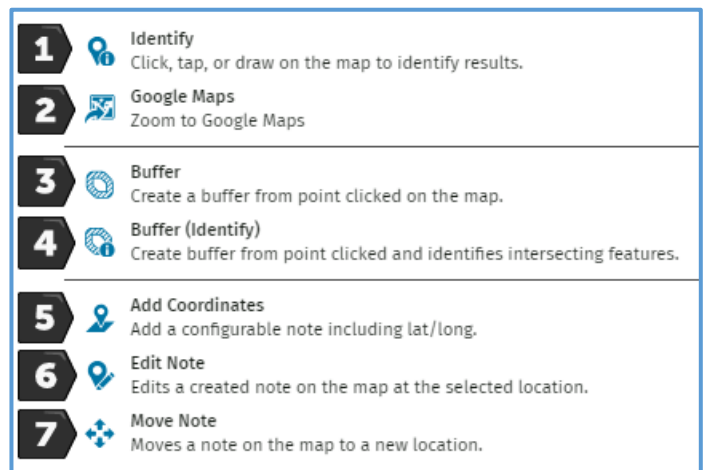 1
Identify
Click, tap, or draw on the map to identify results.
2
Google Maps
Zoom to Google Maps
3
Buffer
Create a buffer from point clicked on the map.
4
Buffer (Identify)
Create buffer from point clicked and identifies intersecting features.
5
Add Coordinates
Add a configurable note including lat/long.
6
Edit Note
Edits a created note on the map at the selected location.
7
Move Note
Moves a note on the map to a new location.